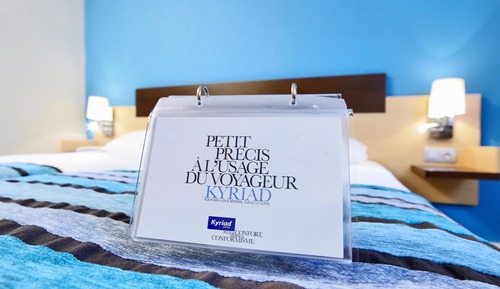 PETIT
PRÉCIS
À L'USAGE
DU VOYAGEUR
KYRIAD
Kyriad
CONFORT,
CONFORMISME.